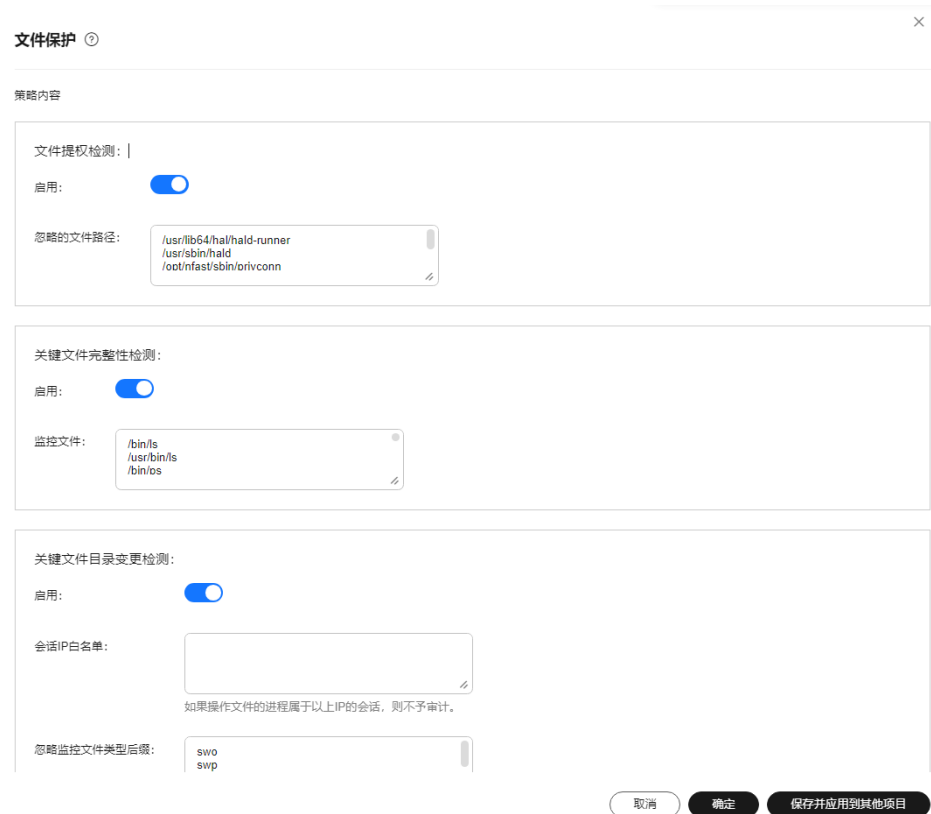 文件保护 ?
策略内容
文件提权检测：
启用：
忽略的文件路径：
/usr/lib64/hal/hald-runner
/usr/sbin/hald
/opt/nfast/sbin/privconn
关键文件完整性检测：
启用：
监控文件：
/bin/ls
/usr/bin/ls
/bin/ps
关键文件目录变更检测：
启用：
会话IP白名单：
如果操作文件的进程属于以上IP的会话，则不予审计。
忽略监控文件类型后缀：
swo
swp
取消
确定
保存并应用到其他项目